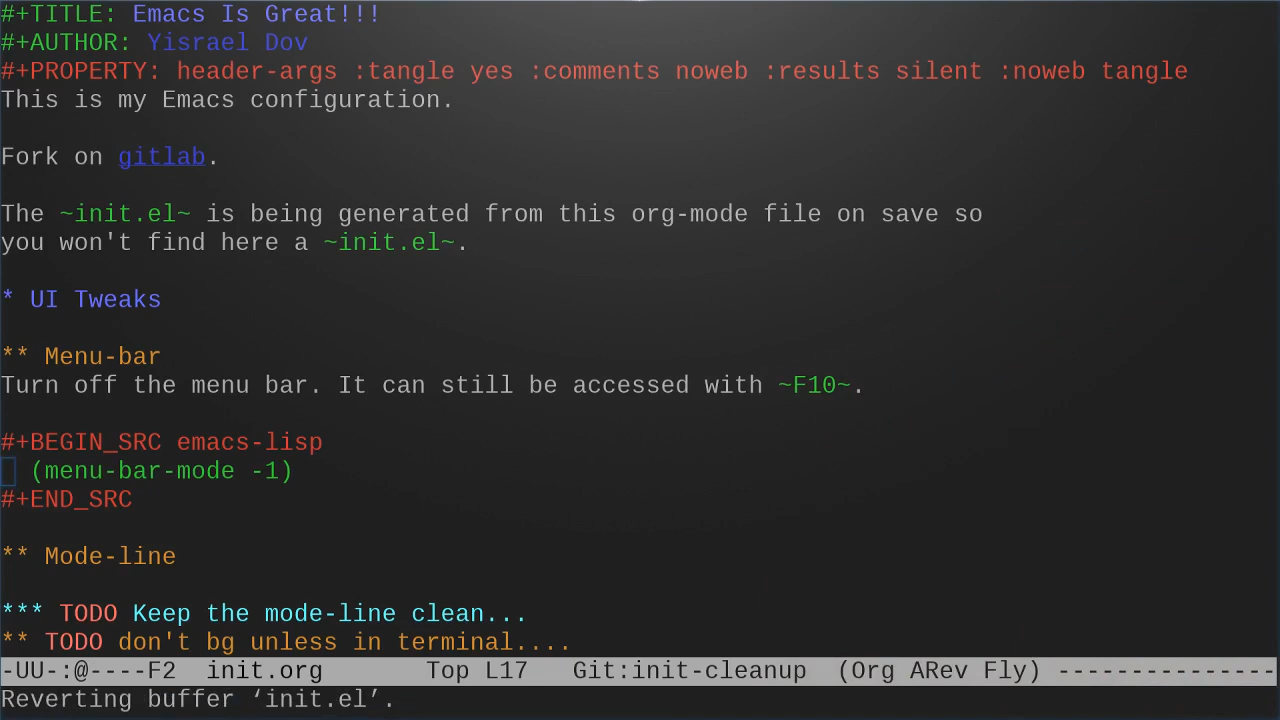 #+TITLE: Emacs Is Great!!!
#+AUTHOR: Yisrael Dov
#+PROPERTY: header-args :tangle yes :comments noweb :results silent :noweb tangle
This is my Emacs configuration.
Fork on gitlab.
The ~init.el~ is being generated from this org-mode file on save so
you won't find here a ~init.el~.
* UI Tweaks
** Menu-bar
Turn off the menu bar. It can still be accessed with ~F10~.
#+BEGIN_SRC emacs-lisp
(menu-bar-mode -1)
#+END_SRC
** Mode-line
*** TODO Keep the mode-line clean...
** TODO don't bg unless in terminal....
-UU-:@----F2  init.org       Top L17   Git:init-cleanup  (Org ARev Fly) ---------------
Reverting buffer ‘init.el’.